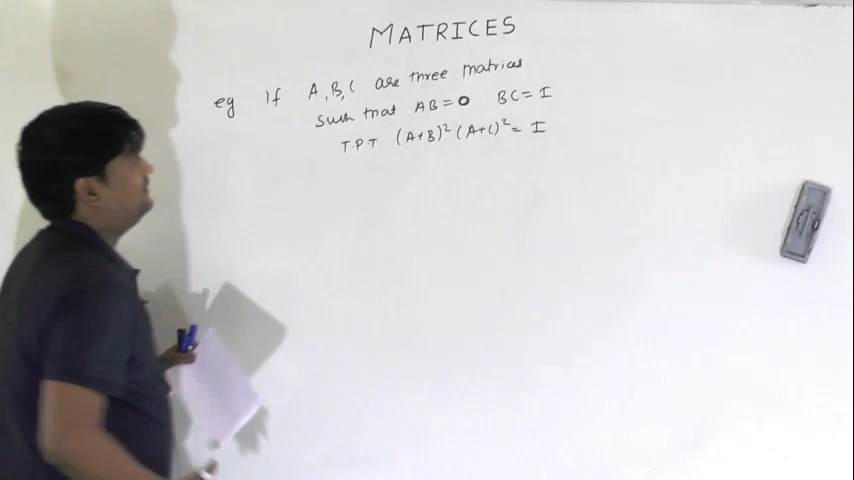 MATRICES
eg If A, B, C are three matrices
such that AB = 0 BC = I
T.P.T (A+B)² (A+C)² = I